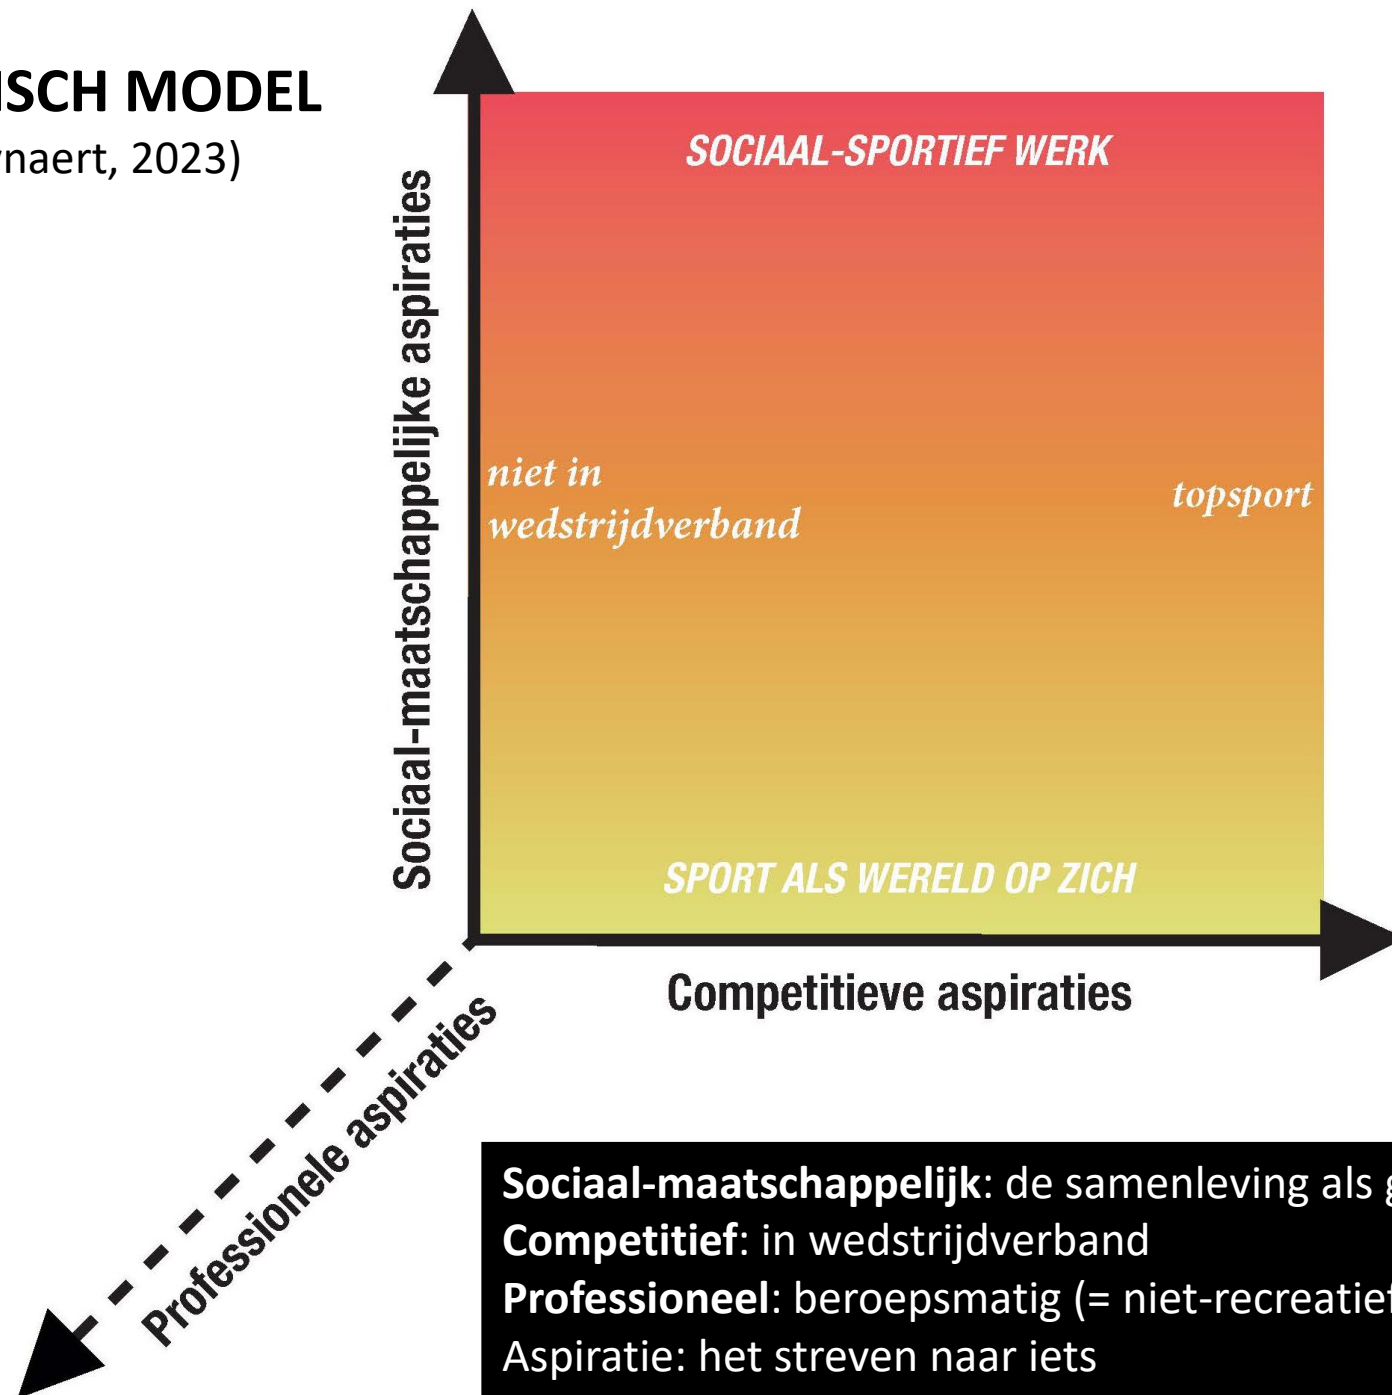 ISCH MODEL
naert, 2023)
Sociaal-maatschappelijke aspiraties
SOCIAAL-SPORTIEF WERK
niet in
wedstrijdverband
topsport
SPORT ALS WERELD OP ZICH
Competitieve aspiraties
Professionele aspiraties
Sociaal-maatschappelijk: de samenleving als
Competitief: in wedstrijdverband
Professioneel: beroepsmatig (= niet-recreatief
Aspiratie: het streven naar iets